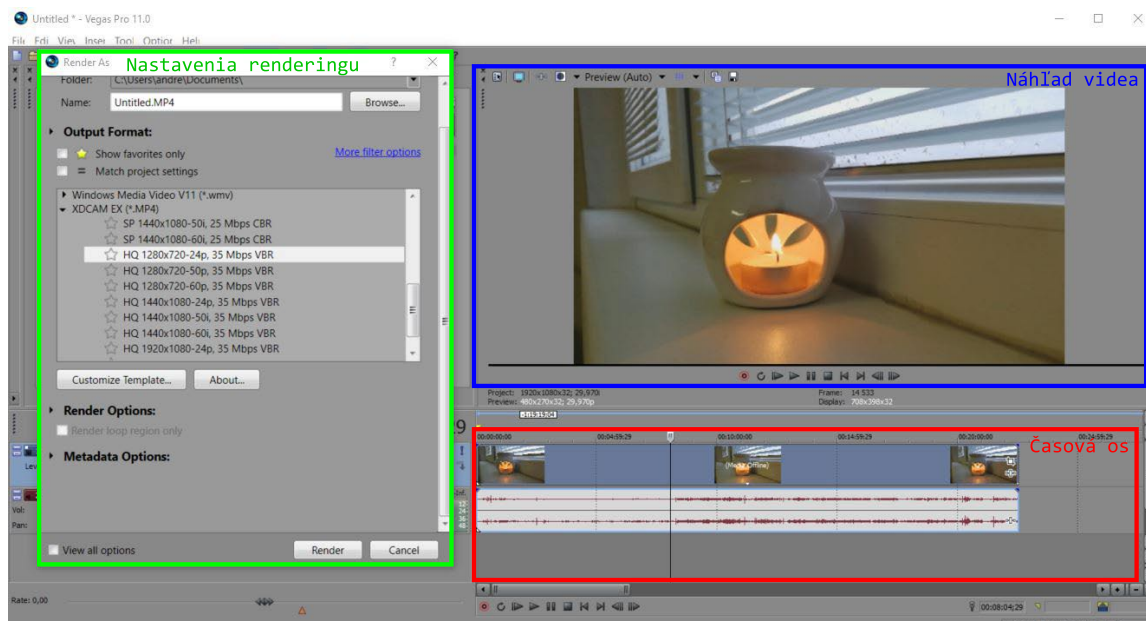 Untitled * - Vegas Pro 11.0
Render As
Nastavenia renderingu
?
Folder: C:\Users\andre\Documents\
Name: Untitled.MP4 Browse...
Output Format:
Show favorites only More filter options
Match project settings
Windows Media Video V11 (*.wmv)
XDCAM EX (*.MP4)
SP 1440x1080-50i, 25 Mbps CBR
SP 1440x1080-60i, 25 Mbps CBR
HQ 1280x720-24p, 35 Mbps VBR
HQ 1280x720-50p, 35 Mbps VBR
HQ 1280x720-60p, 35 Mbps VBR
HQ 1440x1080-24p, 35 Mbps VBR
HQ 1440x1080-50i, 35 Mbps VBR
HQ 1440x1080-60i, 35 Mbps VBR
HQ 1920x1080-24p, 35 Mbps VBR
Customize Template... About...
Render Options:
Render loop region only
Metadata Options:
View all options Render Cancel
Preview (Auto)
Náhľad videa
Project: 1920x1080x32; 29,970i
Preview: 480x270x32; 29,970p
Frame: 14 533
Display: 708x398x32
-1:19:19;04
00:00:00;00 00:04:59;29 00:10:00;00 00:14:59;29 00:20:00;00 00:24:59;29
Časová os
(Media Offline)
Vol:
Pan:
Rate: 0,00
00:08:04;29